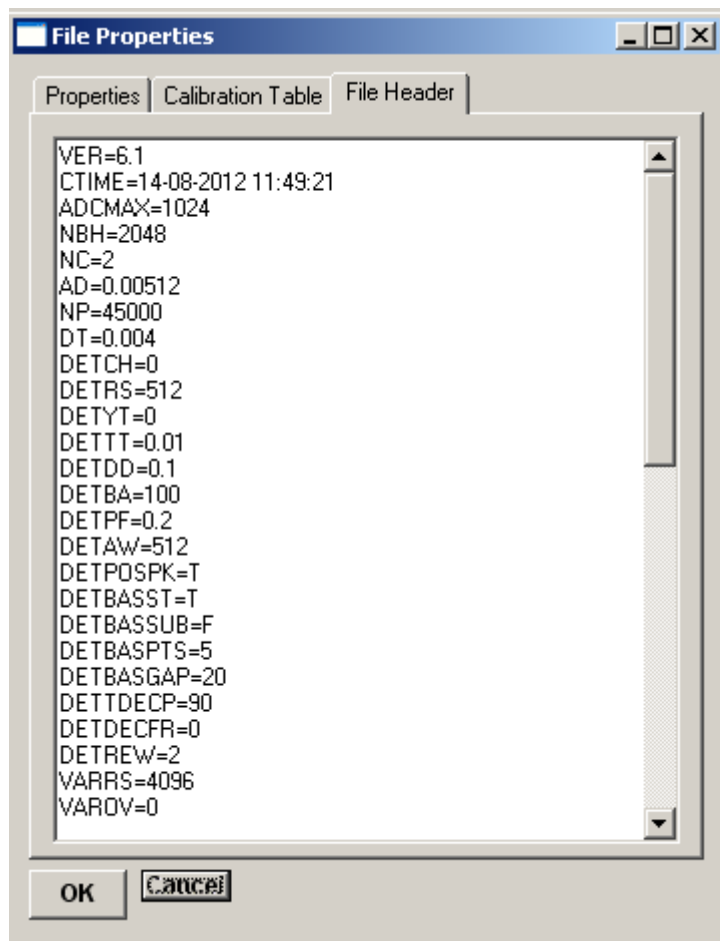 File Properties
Properties
Calibration Table
File Header
VER=6.1
CTIME=14-08-2012 11:49:21
ADCMAX=1024
NBH=2048
NC=2
AD=0.00512
NP=45000
DT=0.004
DETCH=0
DETRS=512
DETYT=0
DETTT=0.01
DETDD=0.1
DETBA=100
DETPF=0.2
DETAW=512
DETPOSPK=T
DETBASST=T
DETBASSUB=F
DETBASPTS=5
DETBASGAP=20
DETTDECP=90
DETDECFR=0
DETREW=2
VARRS=4096
VAROV=0
OK
Cancel